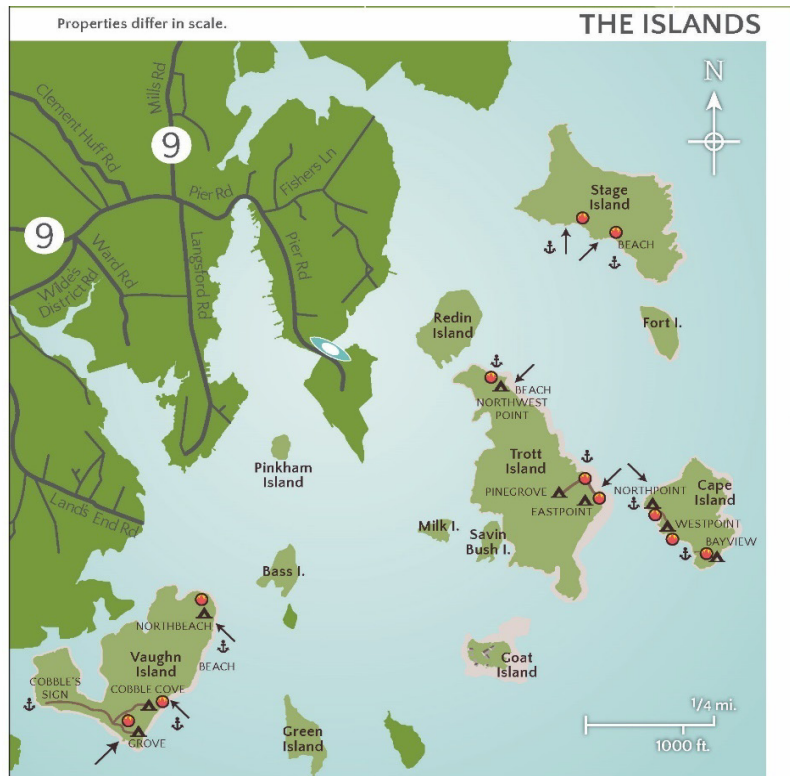 Properties differ in scale.
THE ISLANDS
N
Clement Huff Rd
Mills Rd
9
Pier Rd
Fishers Ln
9
Ward Rd
Wilde's
District Rd
Langsford Rd
Pier Rd
Stage
Island
BEACH
Fort I.
Redin
Island
BEACH
NORTHWEST
POINT
Trott
Island
PINEGROVE
EASTPOINT
NORTHPOINT
Cape
Island
WESTPOINT
BAYVIEW
Pinkham
Island
Land's End Rd
Milk I.
Savin
Bush I.
Bass I.
NORTHBEACH
Vaughn
Island
BEACH
COBBLE'S
SIGN
COBBLE COVE
GROVE
Goat
Island
Green
Island
1/4 mi.
1000 ft.